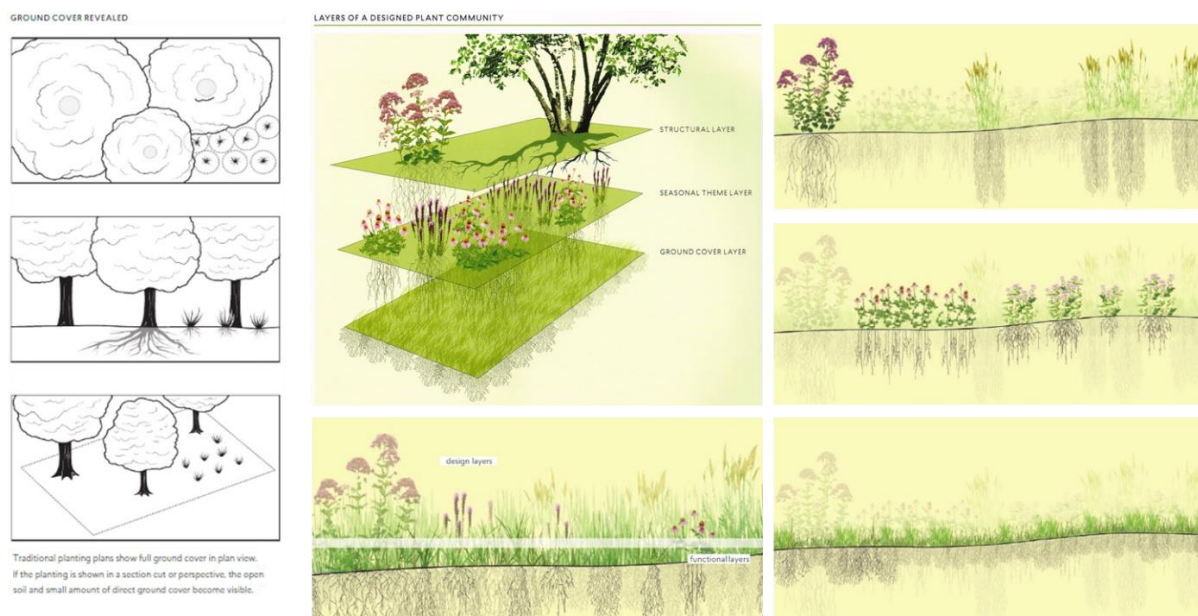 GROUND COVER REVEALED
Traditional planting plans show full ground cover in plan view.
If the planting is shown in a section cut or perspective, the open
soil and small amount of direct ground cover become visible.
LAYERS OF A DESIGNED PLANT COMMUNITY
STRUCTURAL LAYER
SEASONAL THEME LAYER
GROUND COVER LAYER
design layers
functional layers